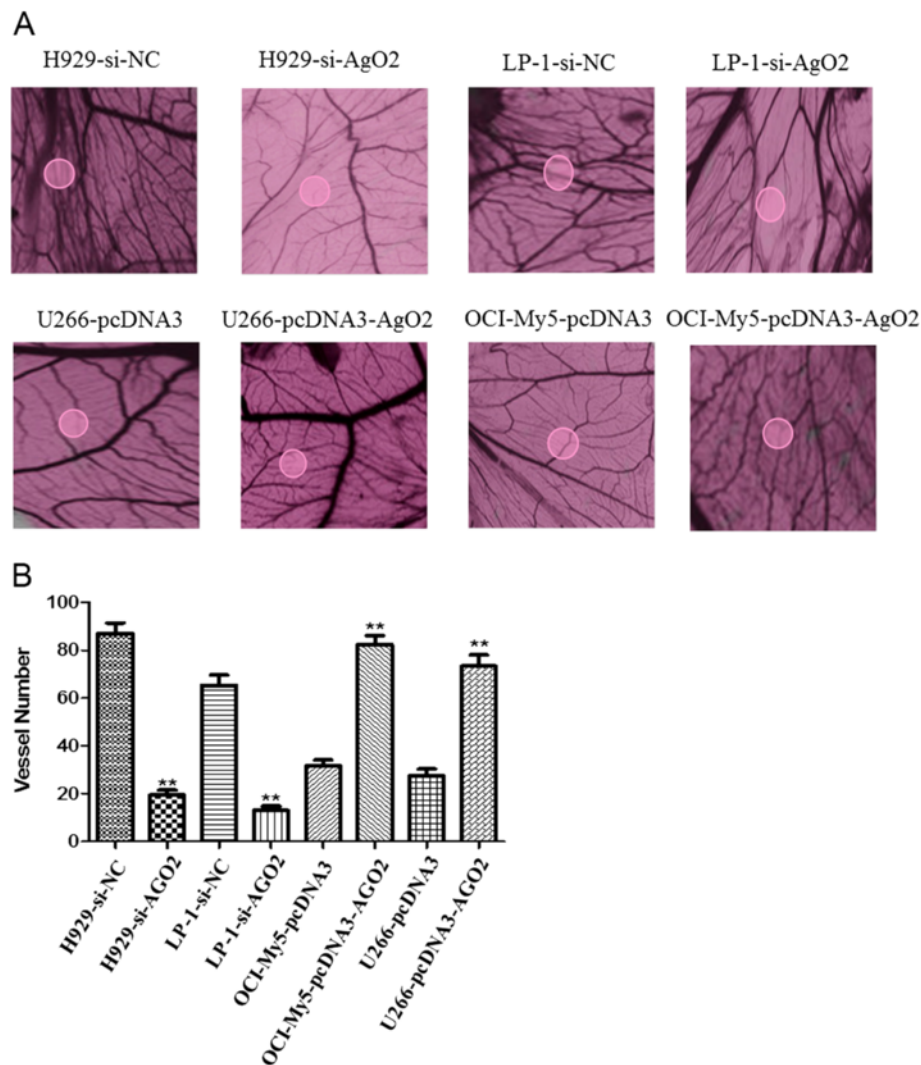 A
H929-si-NC H929-si-AgO2 LP-1-si-NC LP-1-si-AgO2
U266-pcDNA3 U266-pcDNA3-AgO2 OCI-My5-pcDNA3 OCI-My5-pcDNA3-AgO2
B
Vessel Number
100
80
60
40
20
0
** ** ** **
H929-si-NC
H929-si-AGO2
LP-1-si-NC
LP-1-si-AGO2
OCI-My5-pcDNA3
OCI-My5-pcDNA3-AGO2
U266-pcDNA3
U266-pcDNA3-AGO2